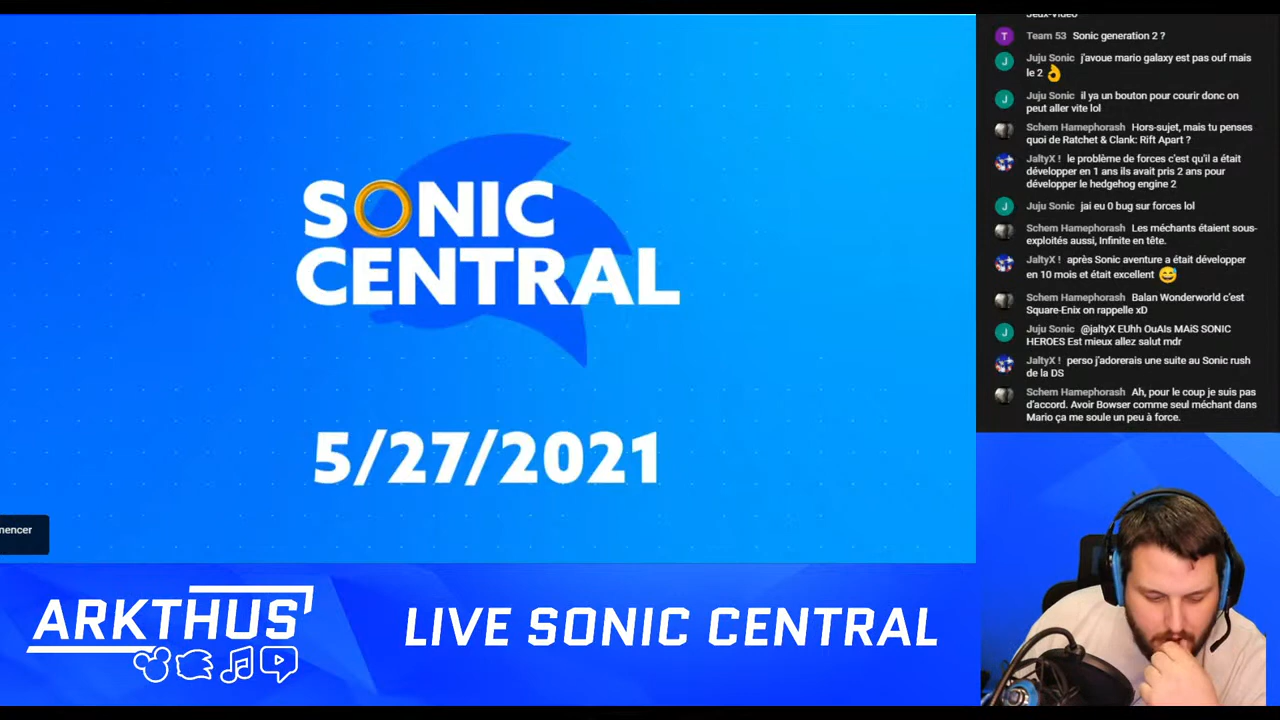 SONIC
CENTRAL
5/27/2021
mencer
ARKTHUS'
LIVE SONIC CENTRAL
Jeux-Vidéo
T Team 53 Sonic generation 2 ?
J Juju Sonic j'avoue mario galaxy est pas ouf mais
le 2 👌
J Juju Sonic il ya un bouton pour courir donc on
peut aller vite lol
Schem Hamephorash Hors-sujet, mais tu penses
quoi de Ratchet & Clank: Rift Apart ?
JaltyX ! le problème de forces c'est qu'il a était
développer en 1 ans ils avait pris 2 ans pour
développer le hedgehog engine 2
J Juju Sonic jai eu 0 bug sur forces lol
Schem Hamephorash Les méchants étaient sous-
exploités aussi, Infinite en tête.
JaltyX ! après Sonic aventure a était développer
en 10 mois et était excellent 😅
Schem Hamephorash Balan Wonderworld c'est
Square-Enix on rappelle xD
J Juju Sonic @jaltyX EUhh OuAIs MAiS SONIC
HEROES Est mieux allez salut mdr
JaltyX ! perso j'adorerais une suite au Sonic rush
de la DS
Schem Hamephorash Ah, pour le coup je suis pas
d'accord. Avoir Bowser comme seul méchant dans
Mario ça me soule un peu à force.